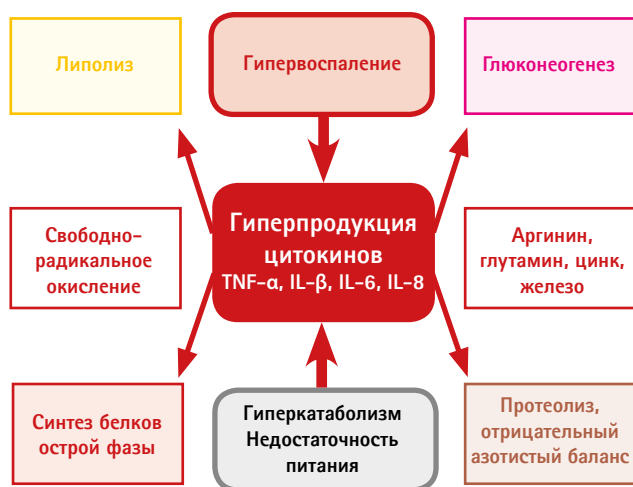 Липолиз
Гипервоспаление
Глюконеогенез
Свободно-
радикальное
окисление
Гиперпродукция
цитокинов
TNF-α, IL-β, IL-6, IL-8
Аргинин,
глутамин, цинк,
железо
Синтез белков
острой фазы
Гиперкатаболизм
Недостаточность
питания
Протеолиз,
отрицательный
азотистый баланс